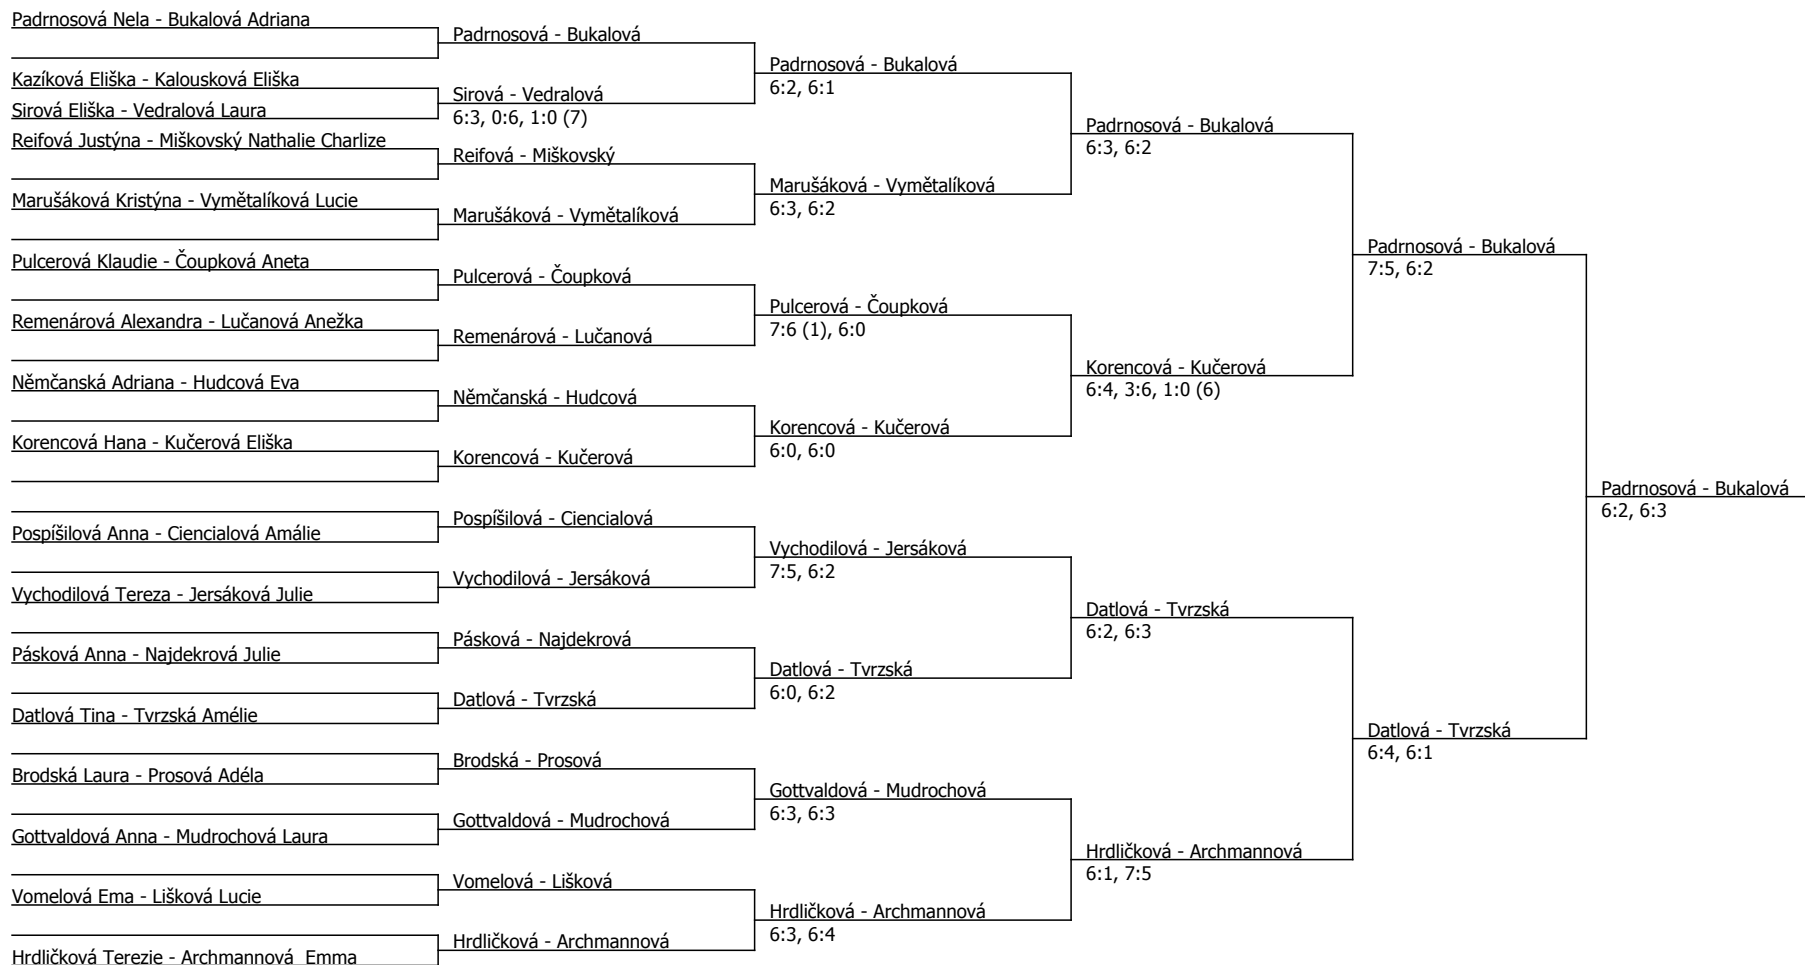 Padrnosová Nela - Bukalová Adriana
Kazíková Eliška - Kalousková Eliška
Sirová Eliška - Vedralová Laura
Reifová Justýna - Miškovský Nathalie Charlize
Marušáková Kristýna - Vymětalíková Lucie
Pulcerová Klaudie - Čoupková Aneta
Remenárová Alexandra - Lučanová Anežka
Němčanská Adriana - Hudcová Eva
Korencová Hana - Kučerová Eliška
Pospíšilová Anna - Ciencialová Amálie
Vychodilová Tereza - Jersáková Julie
Pásková Anna - Najdekrová Julie
Datlová Tina - Tvrzská Amélie
Brodská Laura - Prosová Adéla
Gottvaldová Anna - Mudrochová Laura
Vomelová Ema - Lišková Lucie
Hrdličková Terezie - Archmannová Emma
Padrnosová - Bukalová
Sirová - Vedralová
6:3, 0:6, 1:0 (7)
Reifová - Miškovský
Marušáková - Vymětalíková
Pulcerová - Čoupková
Remenárová - Lučanová
Němčanská - Hudcová
Korencová - Kučerová
Pospíšilová - Ciencialová
Vychodilová - Jersáková
Pásková - Najdekrová
Datlová - Tvrzská
Brodská - Prosová
Gottvaldová - Mudrochová
Vomelová - Lišková
Hrdličková - Archmannová
Padrnosová - Bukalová
6:2, 6:1
Marušáková - Vymětalíková
6:3, 6:2
Pulcerová - Čoupková
7:6 (1), 6:0
Korencová - Kučerová
6:0, 6:0
Vychodilová - Jersáková
7:5, 6:2
Datlová - Tvrzská
6:0, 6:2
Gottvaldová - Mudrochová
6:3, 6:3
Hrdličková - Archmannová
6:3, 6:4
Padrnosová - Bukalová
6:3, 6:2
Korencová - Kučerová
6:4, 3:6, 1:0 (6)
Datlová - Tvrzská
6:2, 6:3
Hrdličková - Archmannová
6:1, 7:5
Padrnosová - Bukalová
7:5, 6:2
Datlová - Tvrzská
6:4, 6:1
Padrnosová - Bukalová
6:2, 6:3